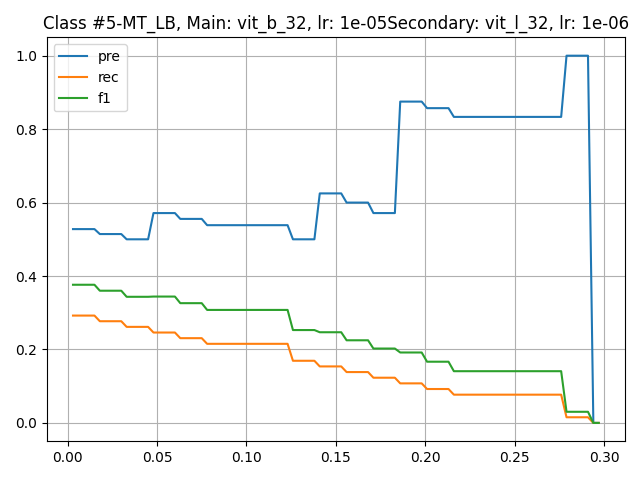 Class #5-MT_LB, Main: vit_b_32, lr: 1e-05Secondary: vit_l_32, lr: 1e-06
pre
rec
f1
1.0
0.8
0.6
0.4
0.2
0.0
0.00 0.05 0.10 0.15 0.20 0.25 0.30